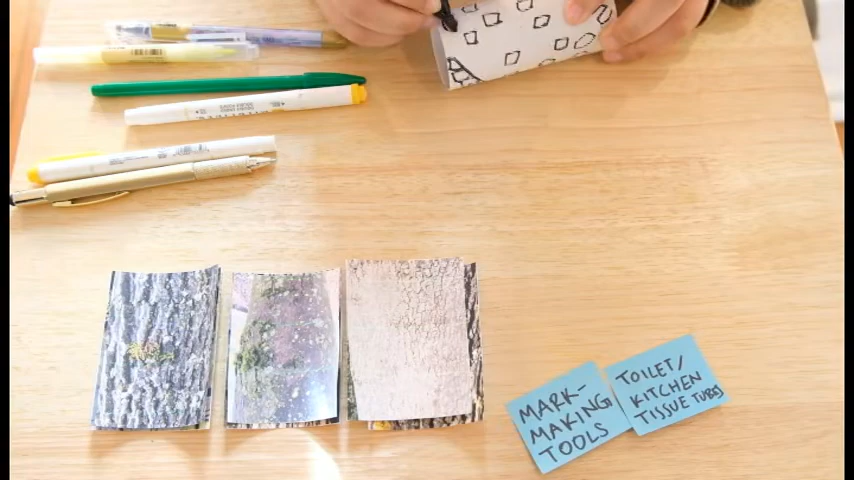 MARK-
MAKING
TOOLS
TOILET/
KITCHEN
TISSUE TUBES